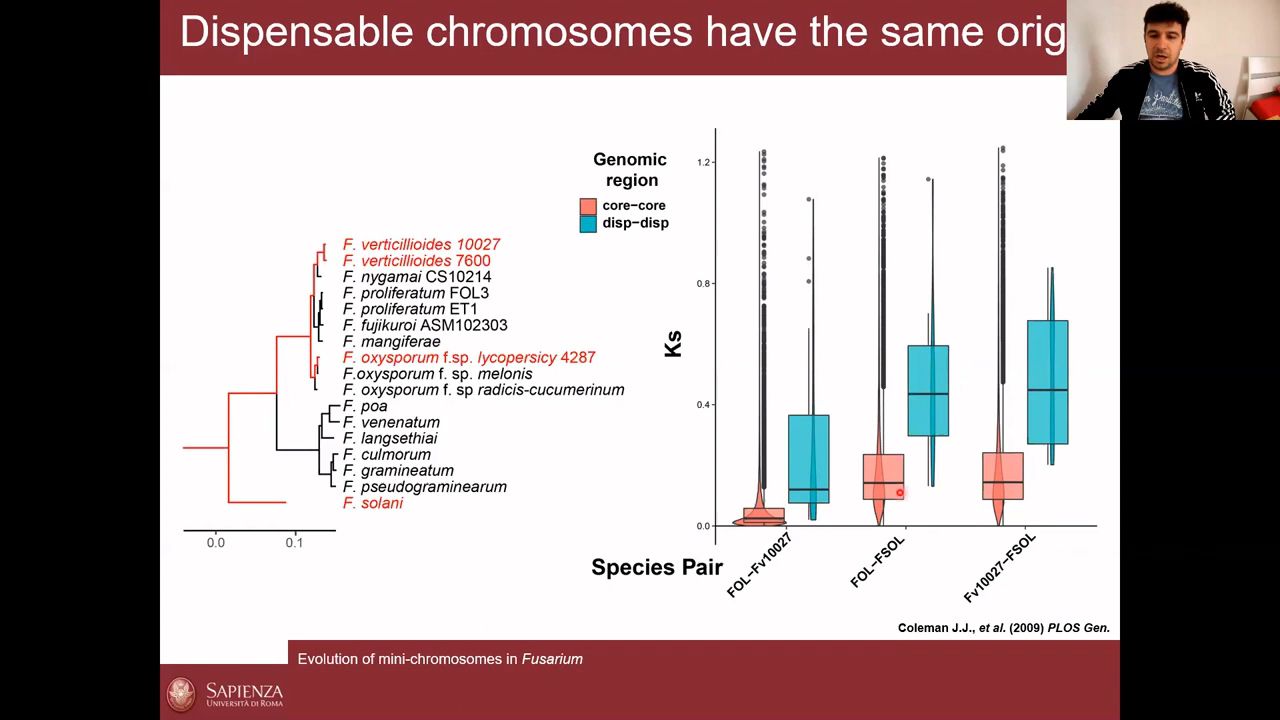 Dispensable chromosomes have the same orig
Genomic
region
core−core
disp−disp
F. verticillioides 10027
F. verticillioides 7600
F. nygamai CS10214
F. proliferatum FOL3
F. proliferatum ET1
F. fujikuroi ASM102303
F. mangiferae
F. oxysporum f.sp. lycopersicy 4287
F.oxysporum f. sp. melonis
F. oxysporum f. sp radicis-cucumerinum
F. poa
F. venenatum
F. langsethiai
F. culmorum
F. gramineatum
F. pseudograminearum
F. solani
0.0
0.1
Ks
1.2
0.8
0.4
0.0
Species Pair
FOL−Fv10027
FOL−FSOL
Fv10027−FSOL
Coleman J.J., et al. (2009) PLOS Gen.
Evolution of mini-chromosomes in Fusarium
SAPIENZA
UNIVERSITÀ DI ROMA